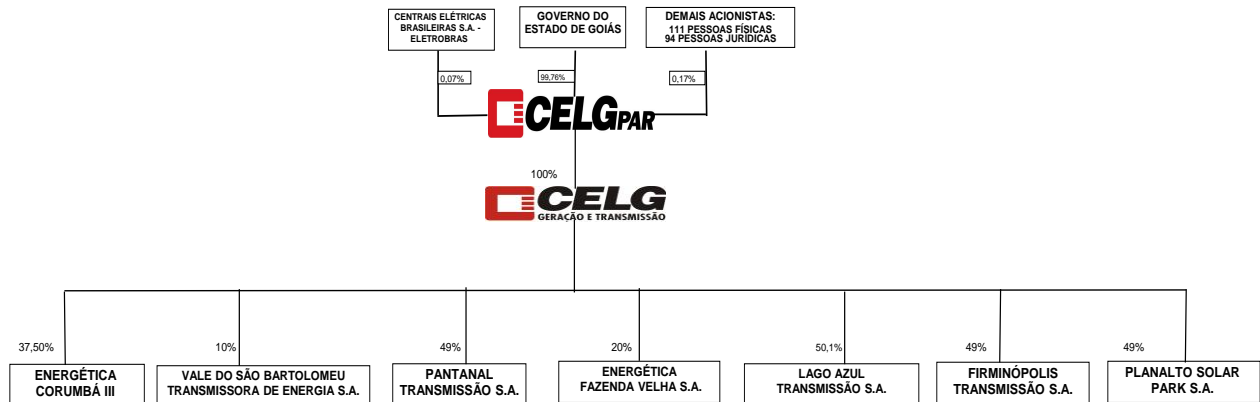 CENTRAIS ELÉTRICAS
BRASILEIRAS S.A. -
ELETROBRAS
GOVERNO DO
ESTADO DE GOIÁS
DEMAIS ACIONISTAS:
111 PESSOAS FÍSICAS
94 PESSOAS JURÍDICAS
0,07%
99,76%
0,17%
CELGPAR
100%
CELG
GERAÇÃO E TRANSMISSÃO
37,50%
10%
49%
20%
50,1%
49%
49%
ENERGÉTICA
CORUMBÁ III
VALE DO SÃO BARTOLOMEU
TRANSMISSORA DE ENERGIA S.A.
PANTANAL
TRANSMISSÃO S.A.
ENERGÉTICA
FAZENDA VELHA S.A.
LAGO AZUL
TRANSMISSÃO S.A.
FIRMINÓPOLIS
TRANSMISSÃO S.A.
PLANALTO SOLAR
PARK S.A.